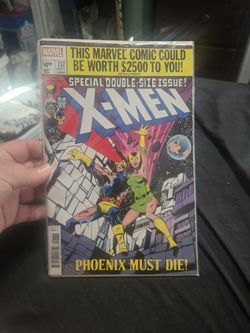 MARVEL
THIS MARVEL COMIC COULD
BE WORTH $2500 TO YOU!
137
SPECIAL DOUBLE-SIZE ISSUE!
X-MEN
PHOENIX MUST DIE!